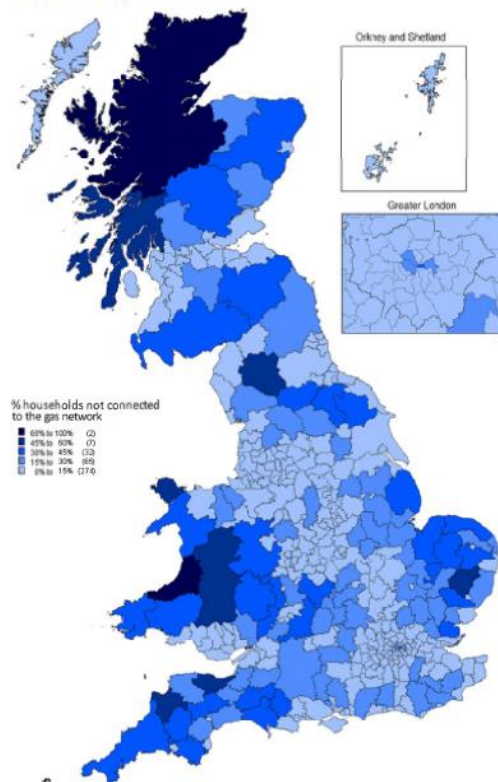 Orkney and Shetland
Greater London
% households not connected
to the gas network
60% to 100% (2)
45% to 60% (7)
30% to 45% (32)
15% to 30% (65)
0% to 15% (274)